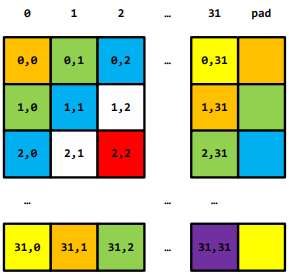 0 1 2 … 31 pad
0,0 0,1 0,2 … 0,31
1,0 1,1 1,2 1,31
2,0 2,1 2,2 2,31
… … …
31,0 31,1 31,2 … 31,31